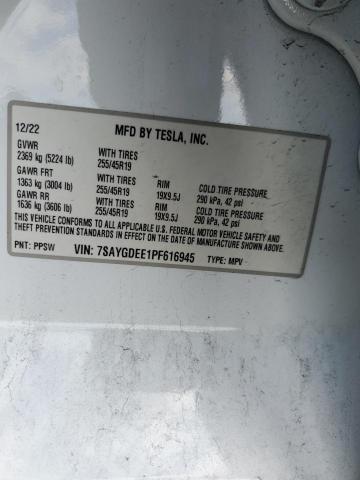 12/22 MFD BY TESLA, INC.
GVWR WITH TIRES
2369 kg (5224 lb) 255/45R19
GAWR FRT WITH TIRES RIM COLD TIRE PRESSURE
1363 kg (3004 lb) 255/45R19 19X9.5J 290 kPa, 42 psi
GAWR RR WITH TIRES RIM COLD TIRE PRESSURE
1636 kg (3606 lb) 255/45R19 19X9.5J 290 kPa, 42 psi
THIS VEHICLE CONFORMS TO ALL APPLICABLE U.S. FEDERAL MOTOR VEHICLE SAFETY AND
THEFT PREVENTION STANDARDS IN EFFECT ON THE DATE OF MANUFACTURE SHOWN ABOVE.
PNT: PPSW VIN: 7SAYGDEE1PF616945 TYPE: MPV